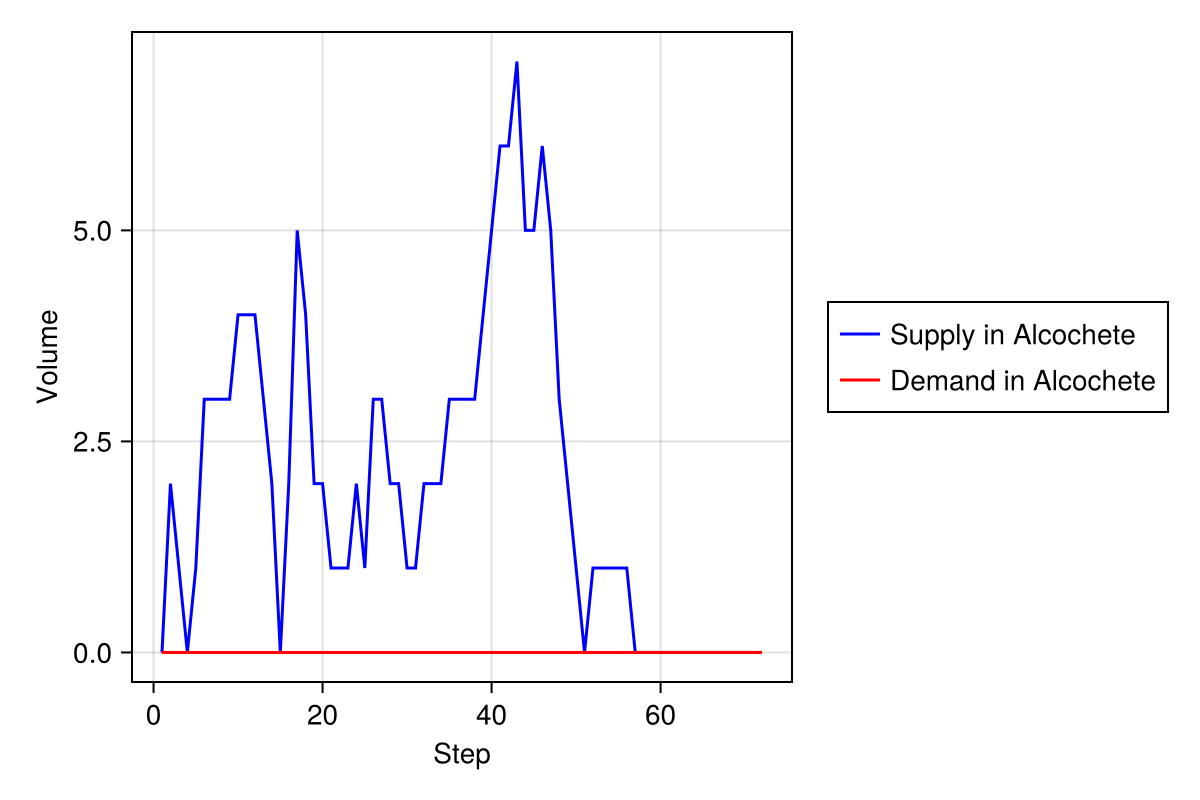 5.0
2.5
0.0
Volume
0 20 40 60
Step
Supply in Alcochete
Demand in Alcochete